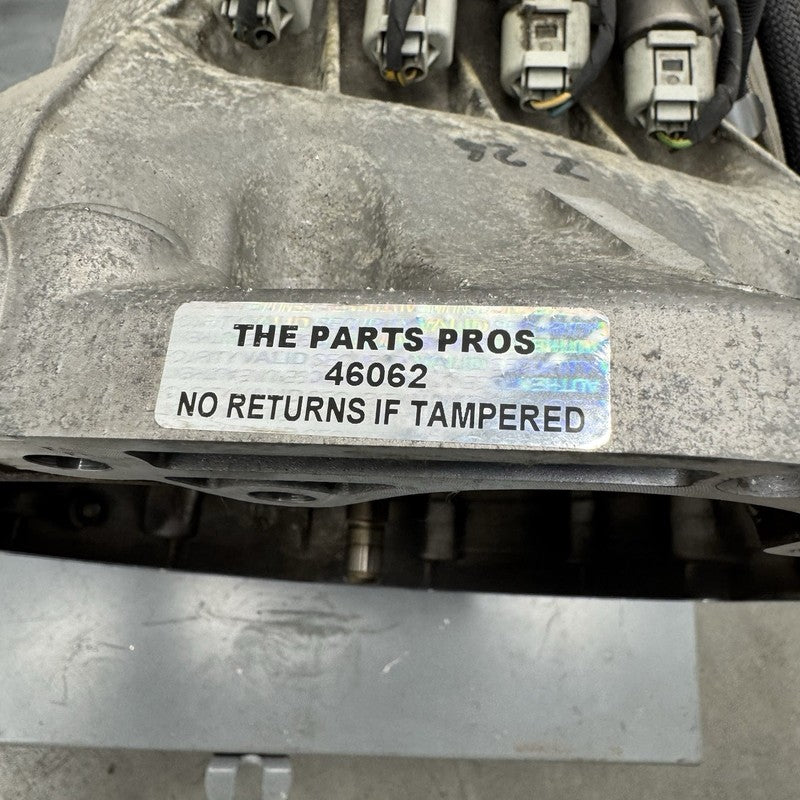 THE PARTS PROS
46062
NO RETURNS IF TAMPERED